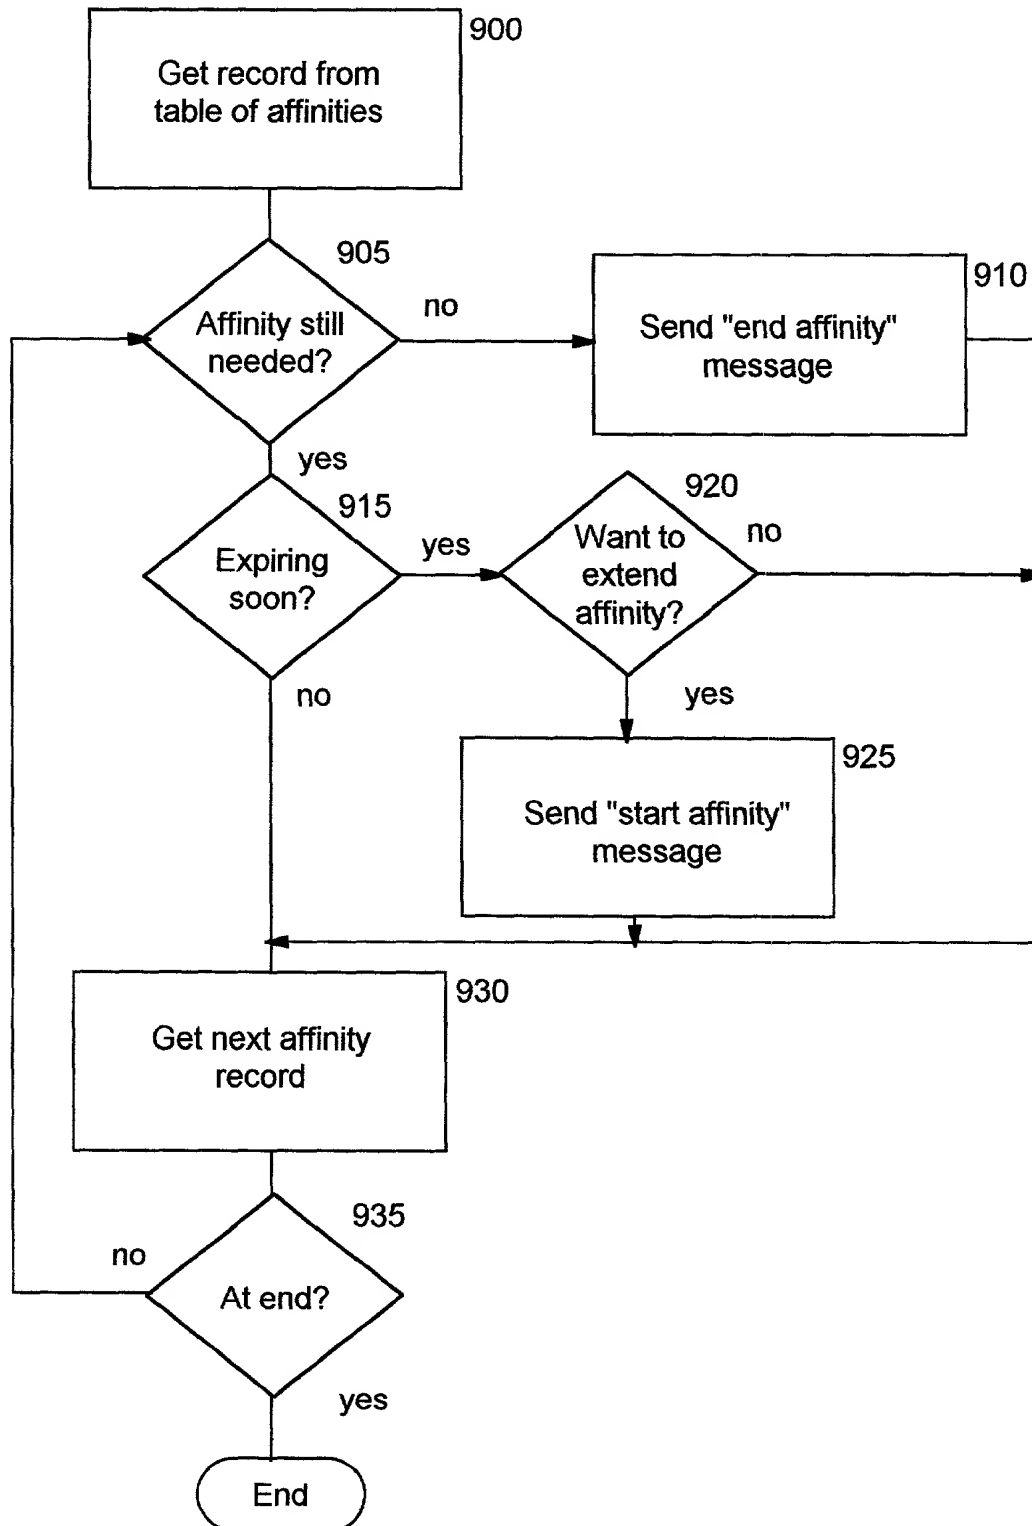 900
Get record from
table of affinities
905
Affinity still
needed?
no
910
Send "end affinity"
message
yes
915
Expiring
soon?
yes
920
Want to
extend
affinity?
no
no
yes
925
Send "start affinity"
message
930
Get next affinity
record
935
no
At end?
yes
End